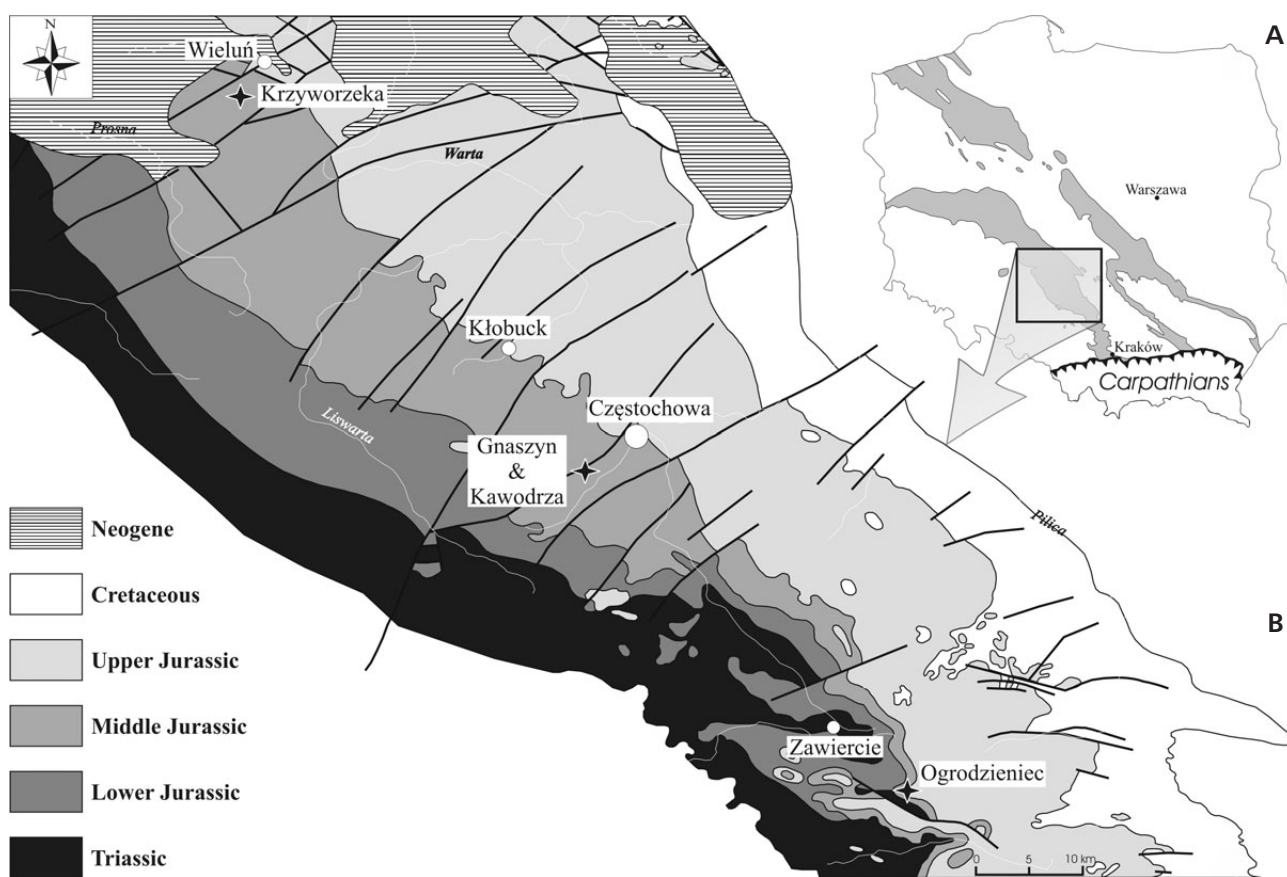 N
A
Wieluń
Krzyworzeka
Prosna
Warta
Warszawa
Kraków
Carpathians
Kłobuck
Częstochowa
Liswarta
Gnaszyn
&
Kawodrza
Pilica
Neogene
Cretaceous
B
Upper Jurassic
Middle Jurassic
Zawiercie
Ogrodzieniec
Lower Jurassic
Triassic
0 5 10 km